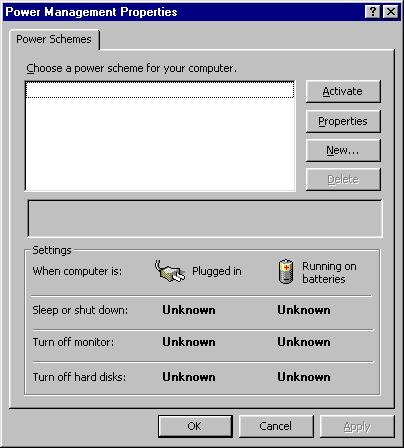 Power Management Properties
Power Schemes
Choose a power scheme for your computer.
Activate
Properties
New...
Delete
Settings
When computer is:
Plugged in
Running on
batteries
Sleep or shut down:
Unknown
Unknown
Turn off monitor:
Unknown
Unknown
Turn off hard disks:
Unknown
Unknown
OK
Cancel
Apply